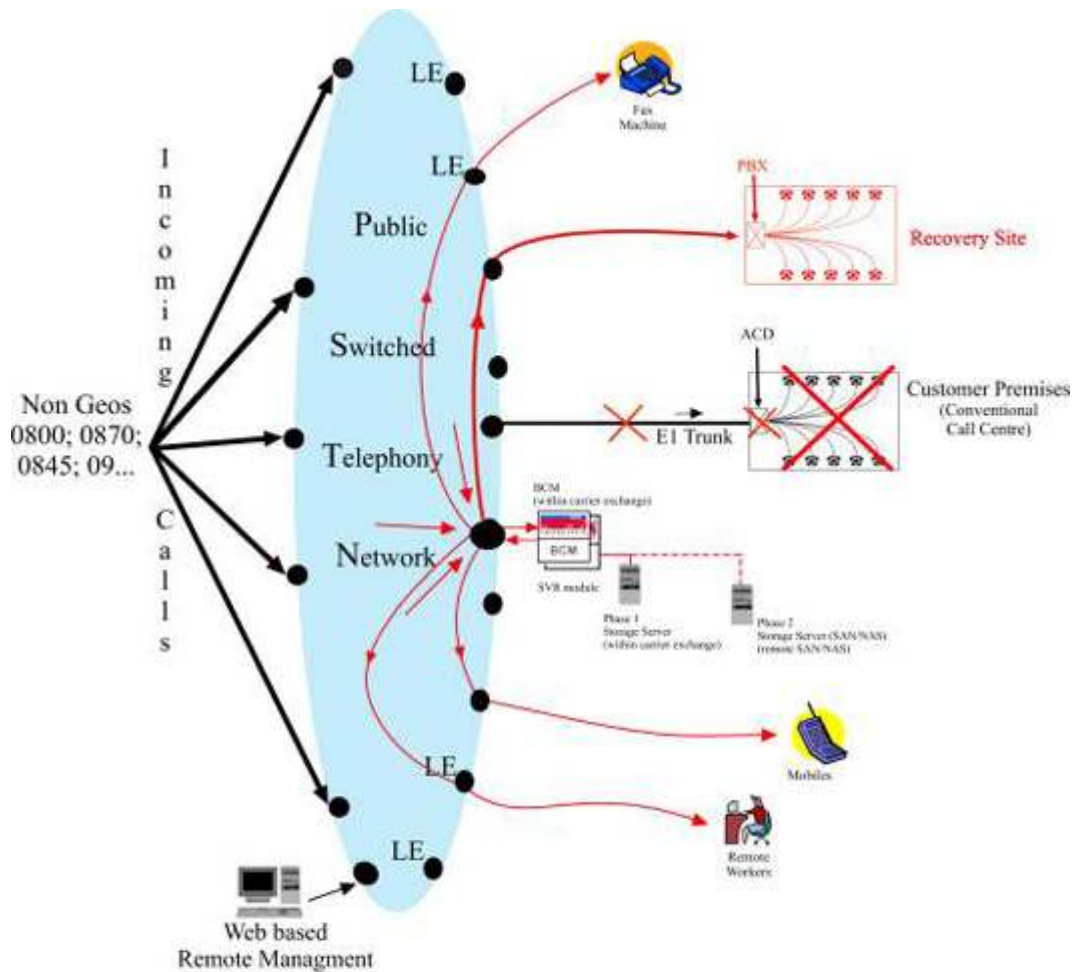 LE
Fax
Machine
LE
Incoming
Public
PBX
Recovery Site
Switched
ACD
Non Geos
0800; 0870;
0845; 09...
Customer Premises
(Conventional
Call Centre)
E1 Trunk
Telephony
BCM
(within carrier exchange)
Calls
Network
BCM
SVR module
Phase 1
Storage Server
(within carrier exchange)
Phase 2
Storage Server (SAN/NAS)
(remote SAN/NAS)
LE
Mobiles
Remote
Workers
LE
Web based
Remote Managment